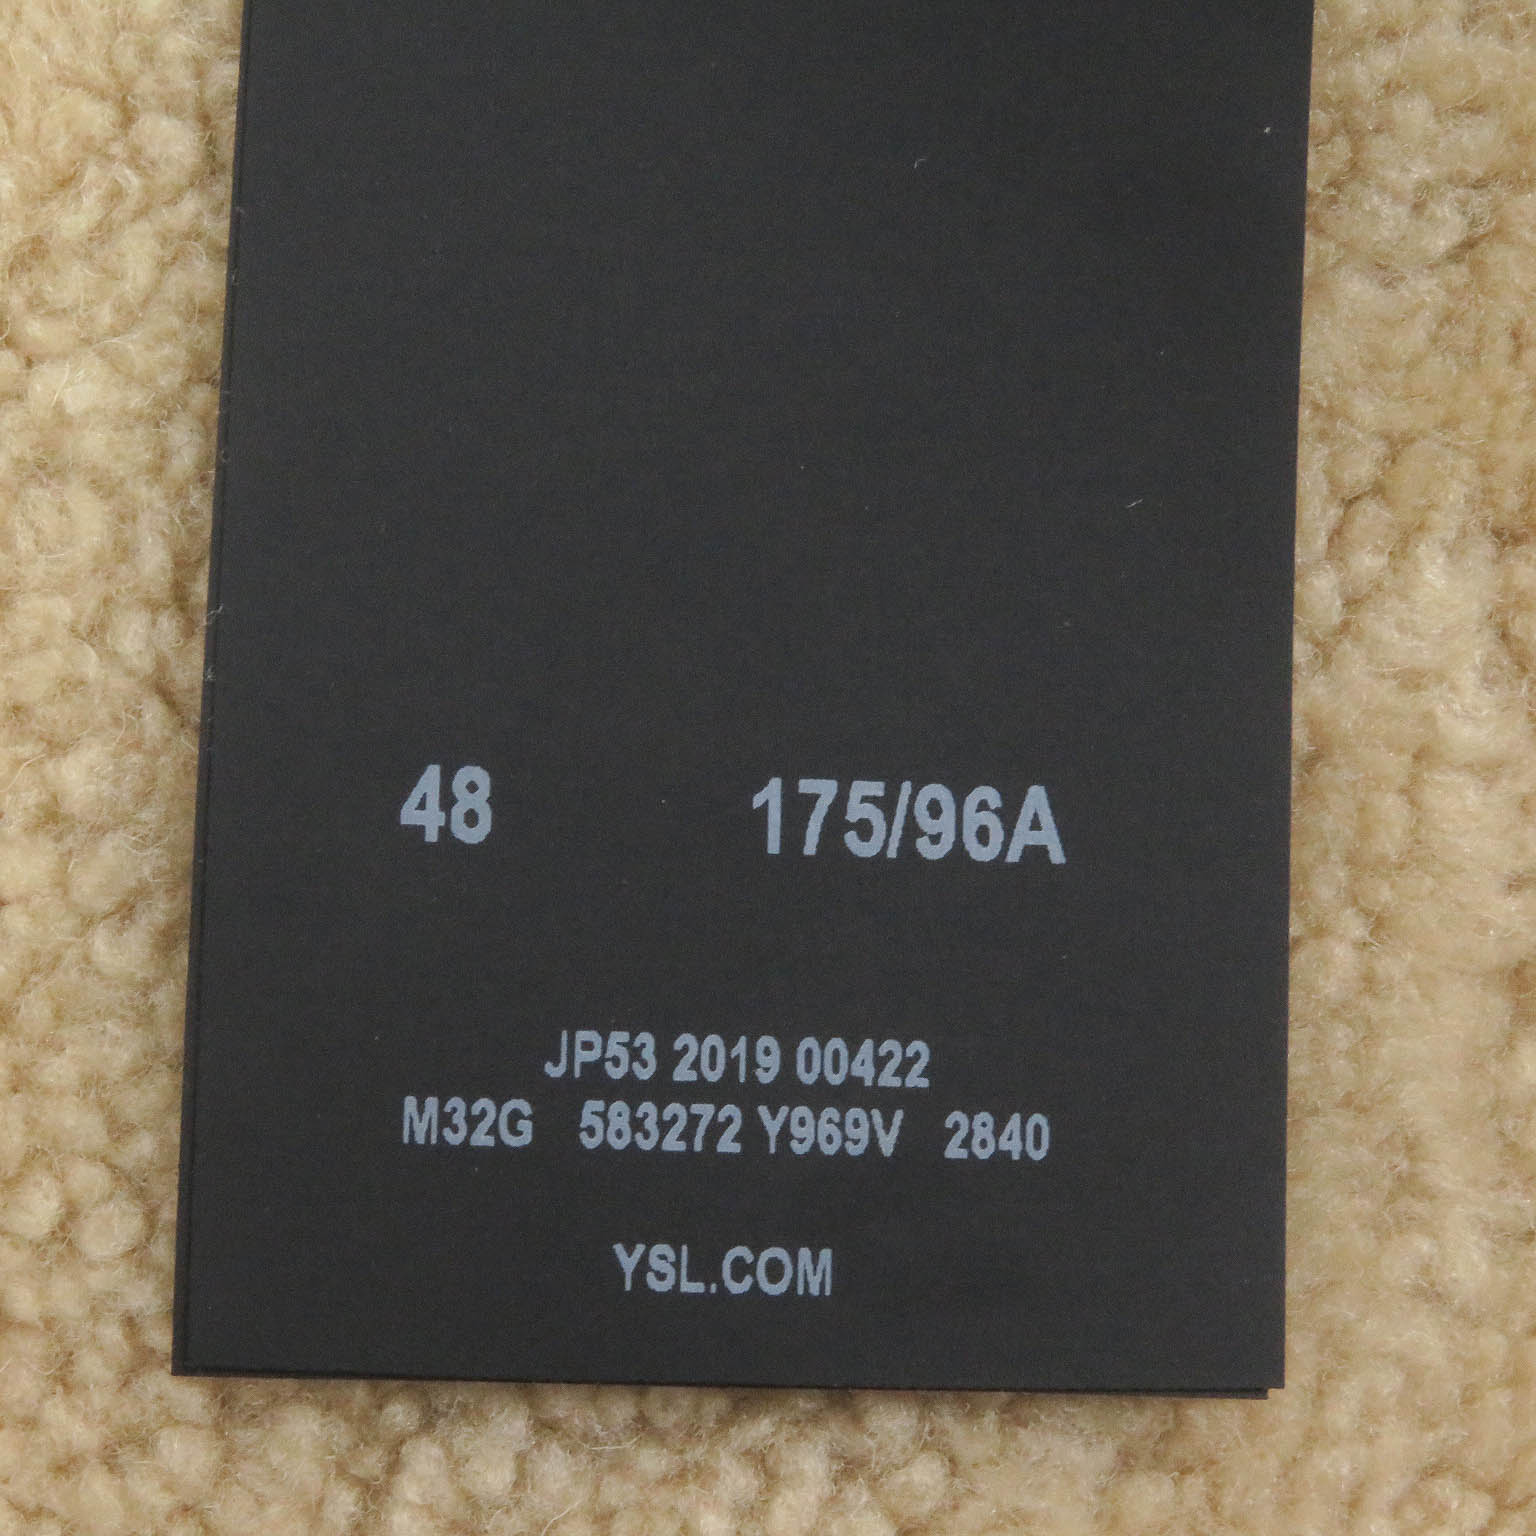 48 175/96A
JP53 2019 00422
M32G 583272 Y969V 2840
YSL.COM